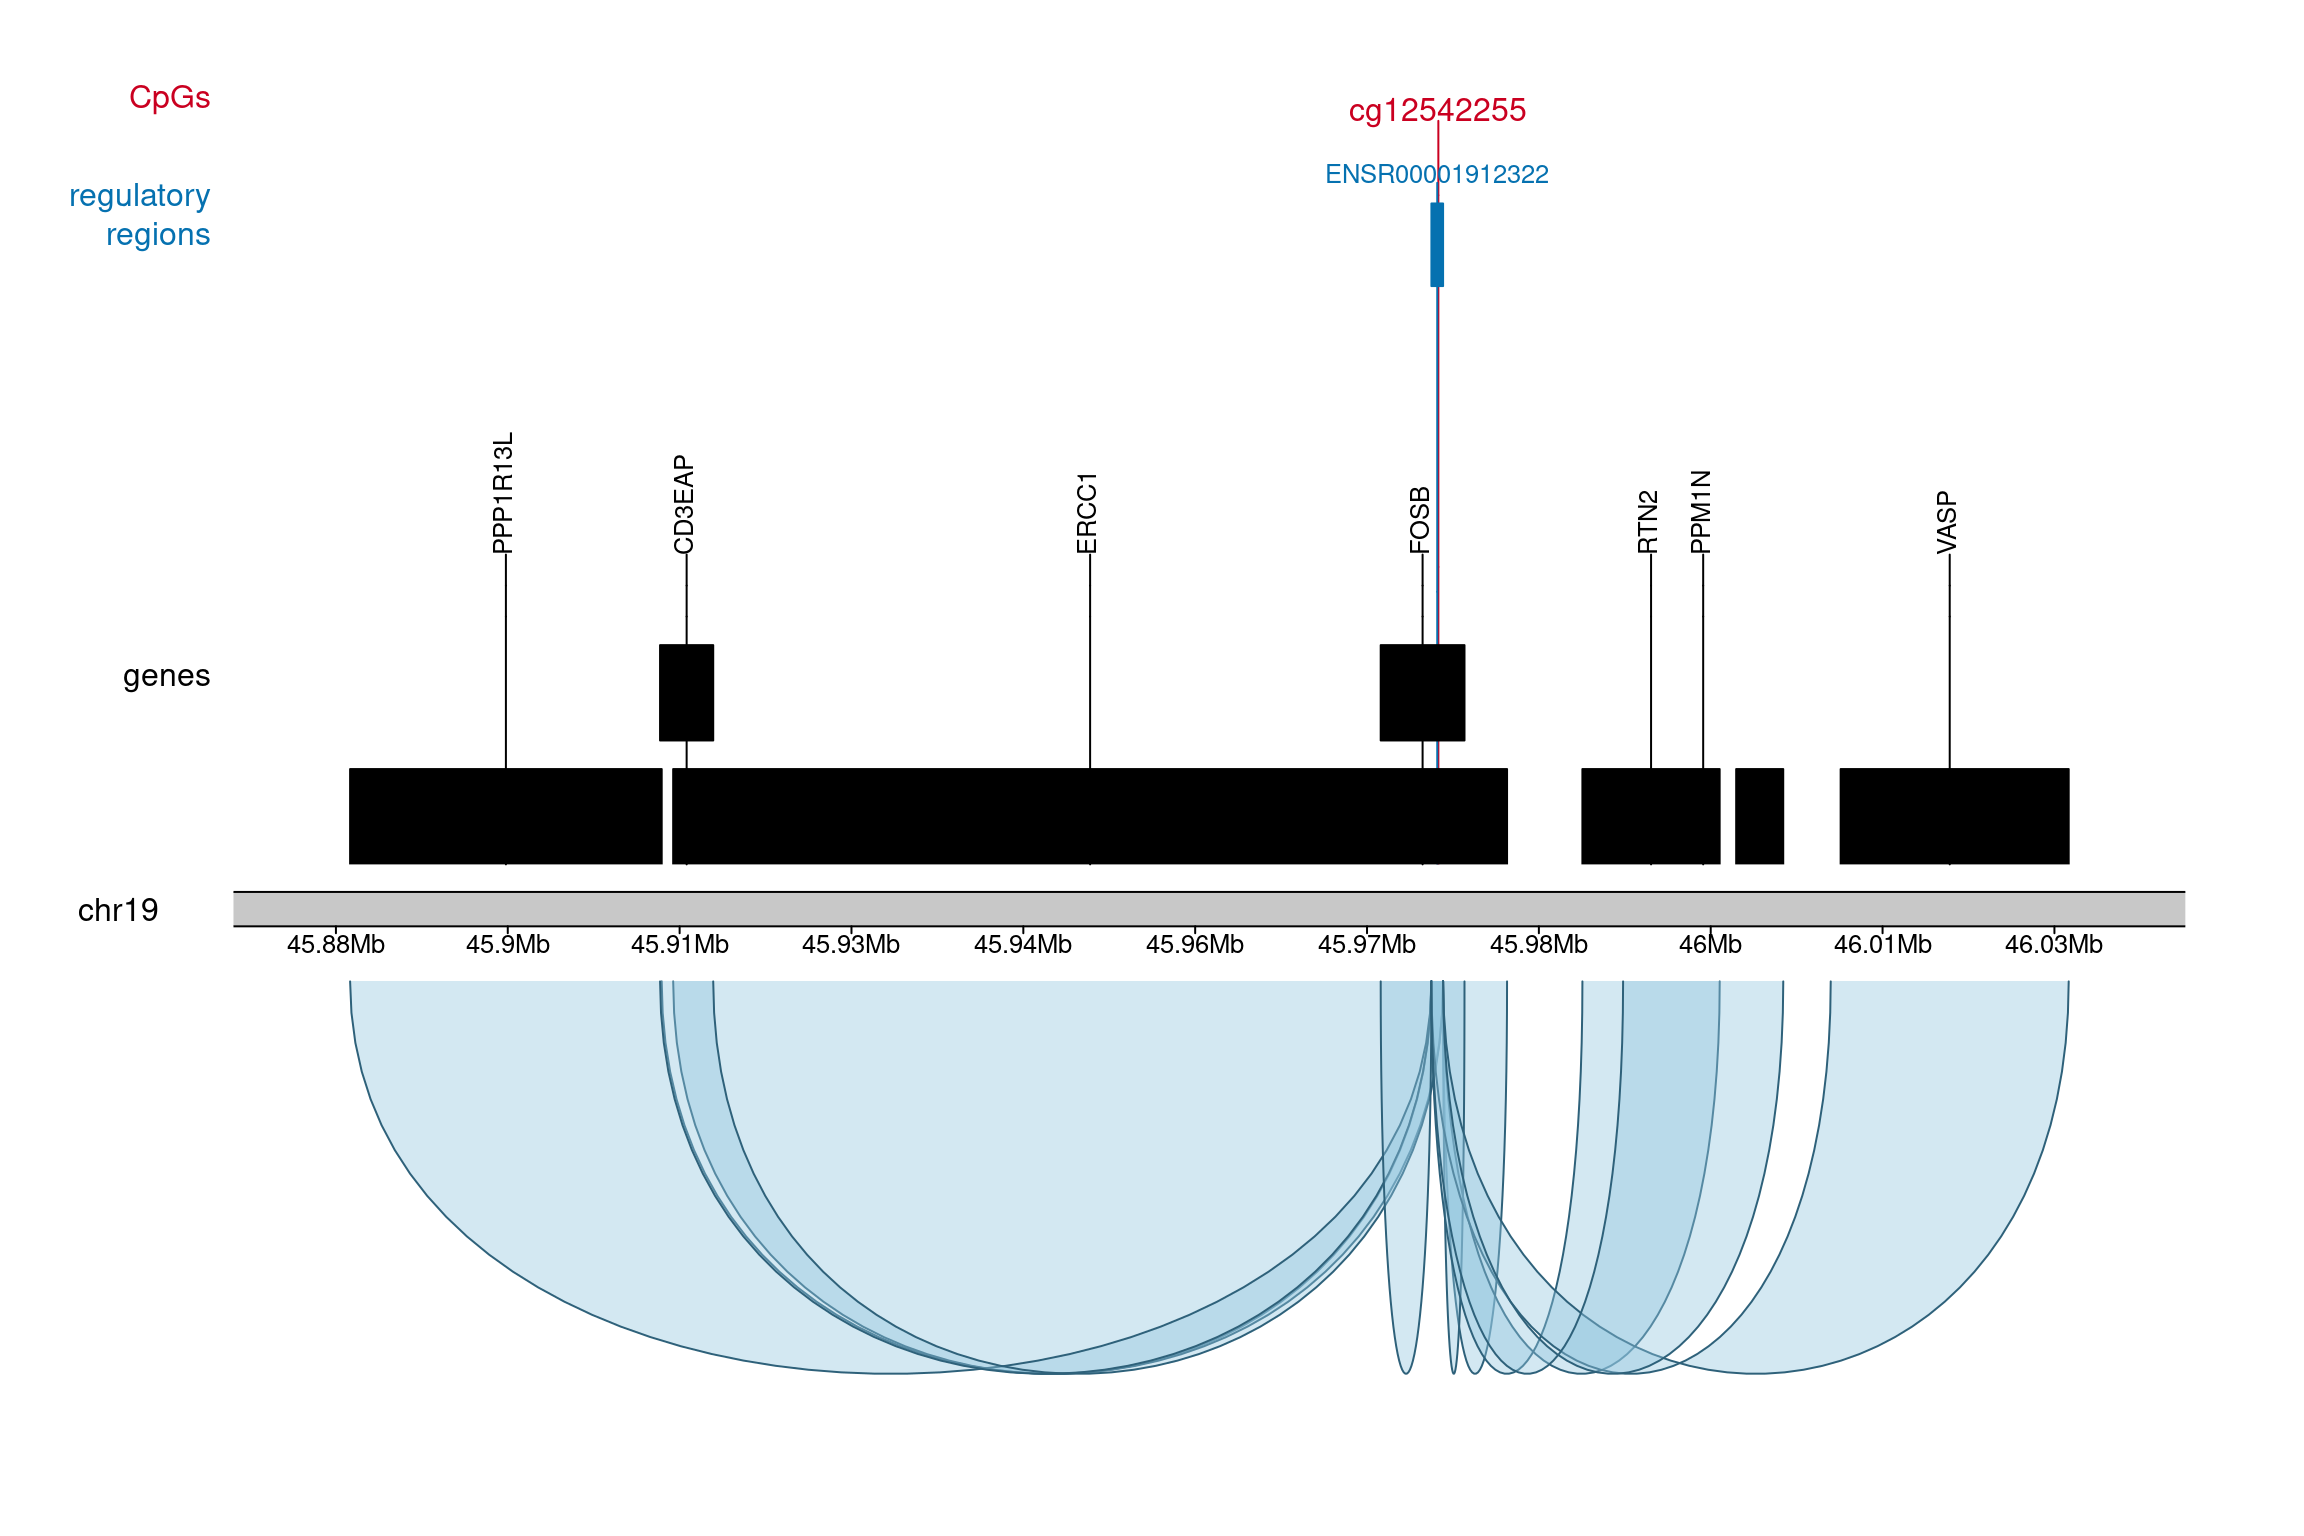 CpGs
cg12542255
ENSR00001912322
regulatory
regions
PPP1R13L
CD3EAP
ERCC1
FOSB
RTN2
PPM1N
VASP
genes
chr19
45.88Mb 45.9Mb 45.91Mb 45.93Mb 45.94Mb 45.96Mb 45.97Mb 45.98Mb 46Mb 46.01Mb 46.03Mb